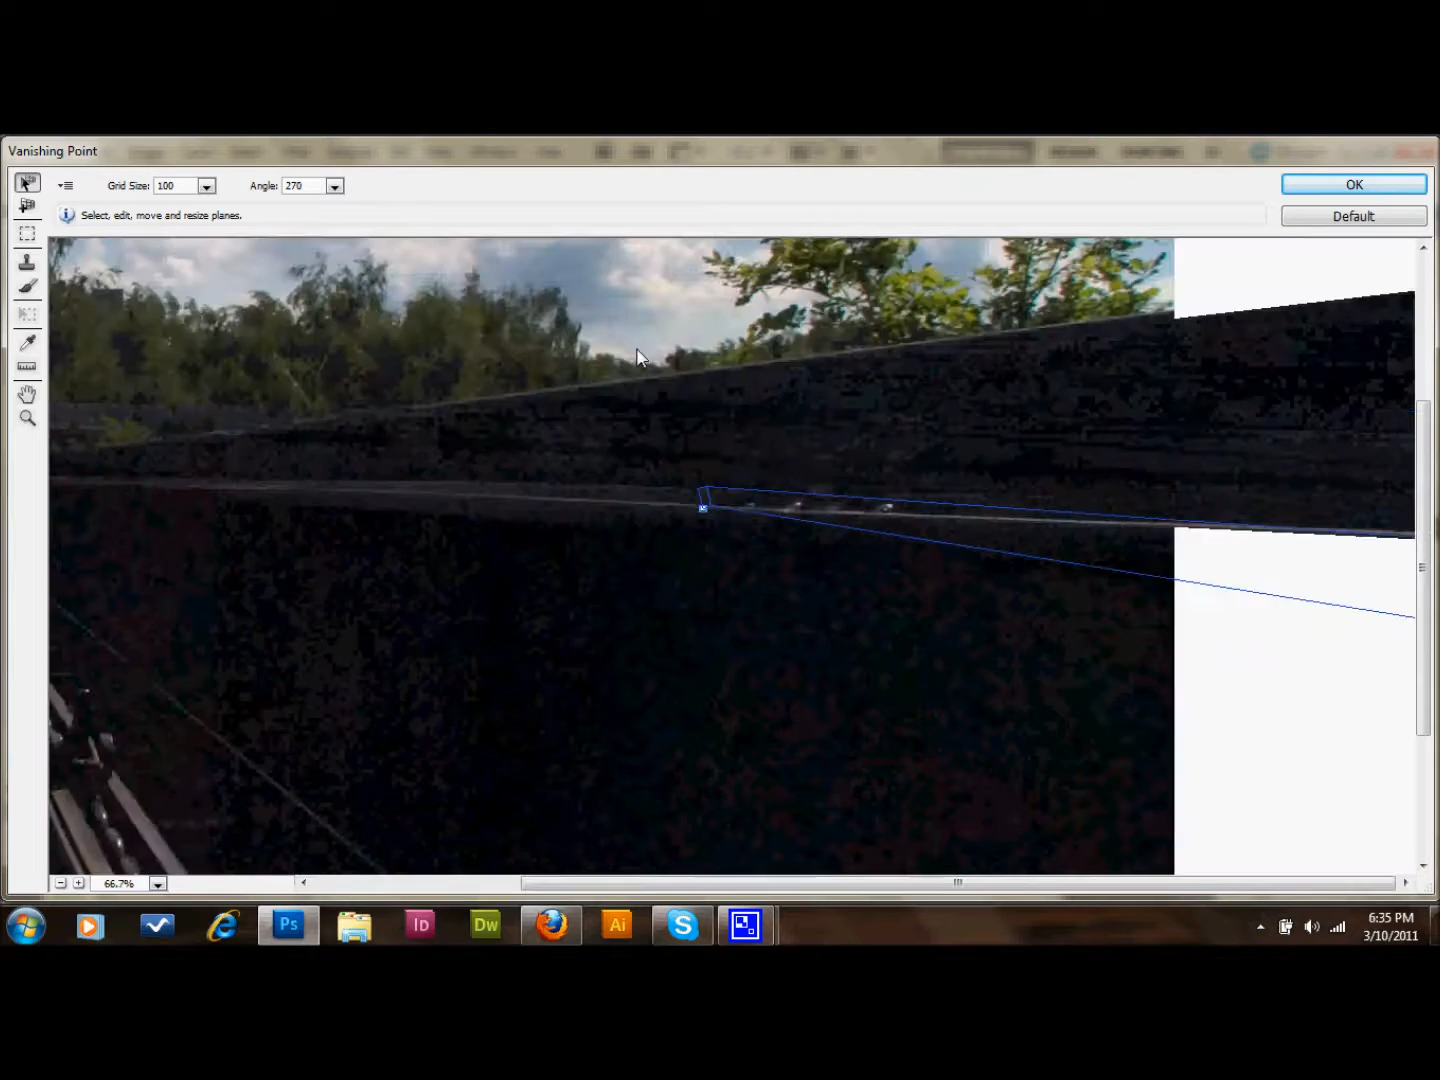 Vanishing Point
Grid Size: 100 Angle: 270 OK
Select, edit, move and resize planes. Default
66.7%
Ps Id Dw Ai
6:35 PM
3/10/2011